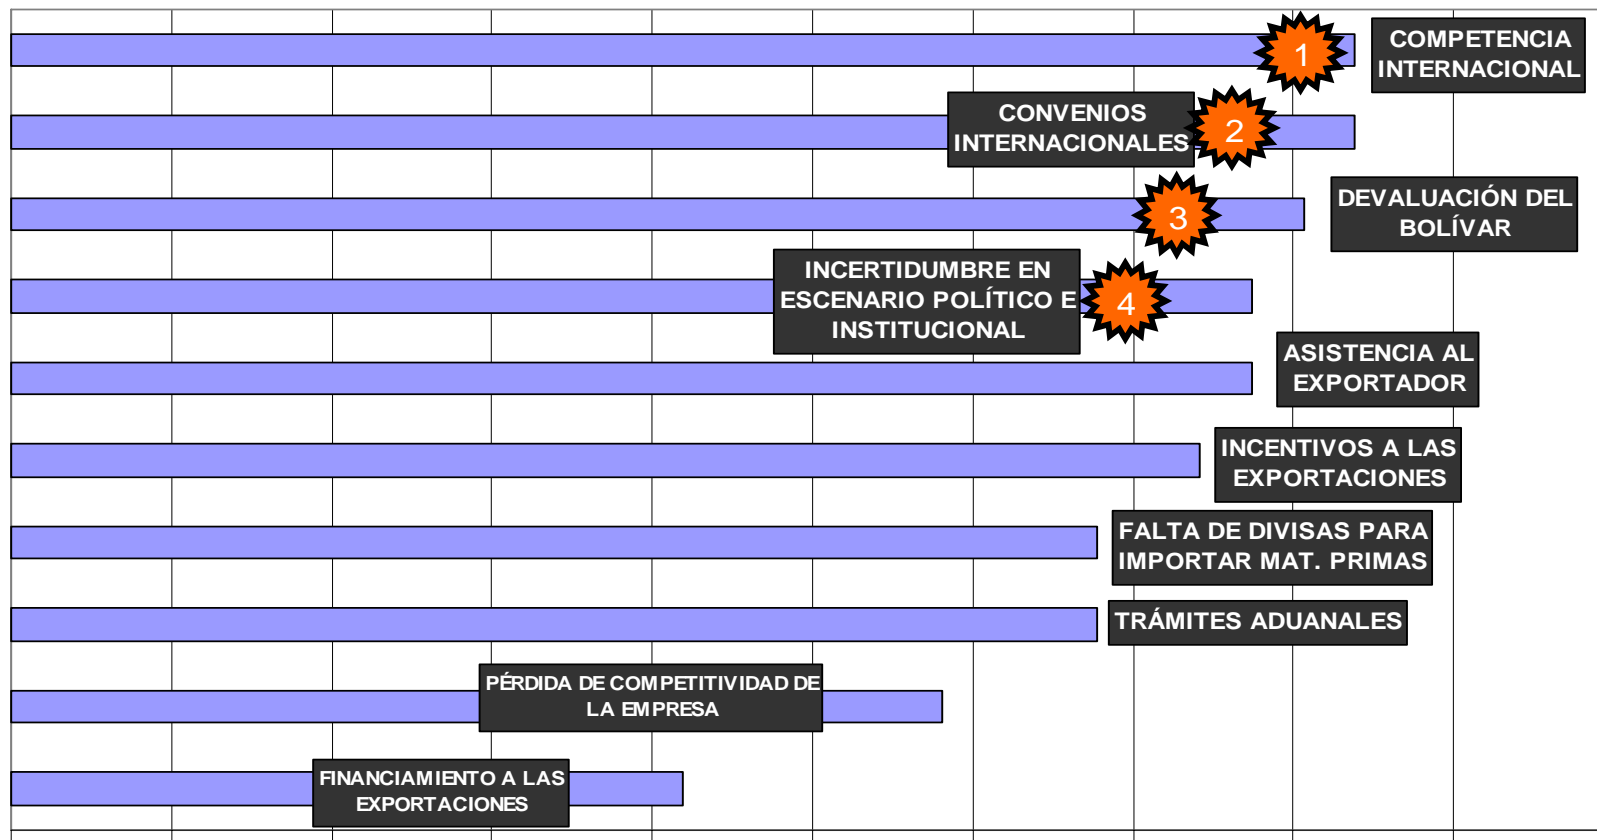 1
COMPETENCIA
INTERNACIONAL
CONVENIOS
INTERNACIONALES
2
3
DEVALUACIÓN DEL
BOLÍVAR
INCERTIDUMBRE EN
ESCENARIO POLÍTICO E
INSTITUCIONAL
4
ASISTENCIA AL
EXPORTADOR
INCENTIVOS A LAS
EXPORTACIONES
FALTA DE DIVISAS PARA
IMPORTAR MAT. PRIMAS
TRÁMITES ADUANALES
PÉRDIDA DE COMPETITIVIDAD DE
LA EMPRESA
FINANCIAMIENTO A LAS
EXPORTACIONES